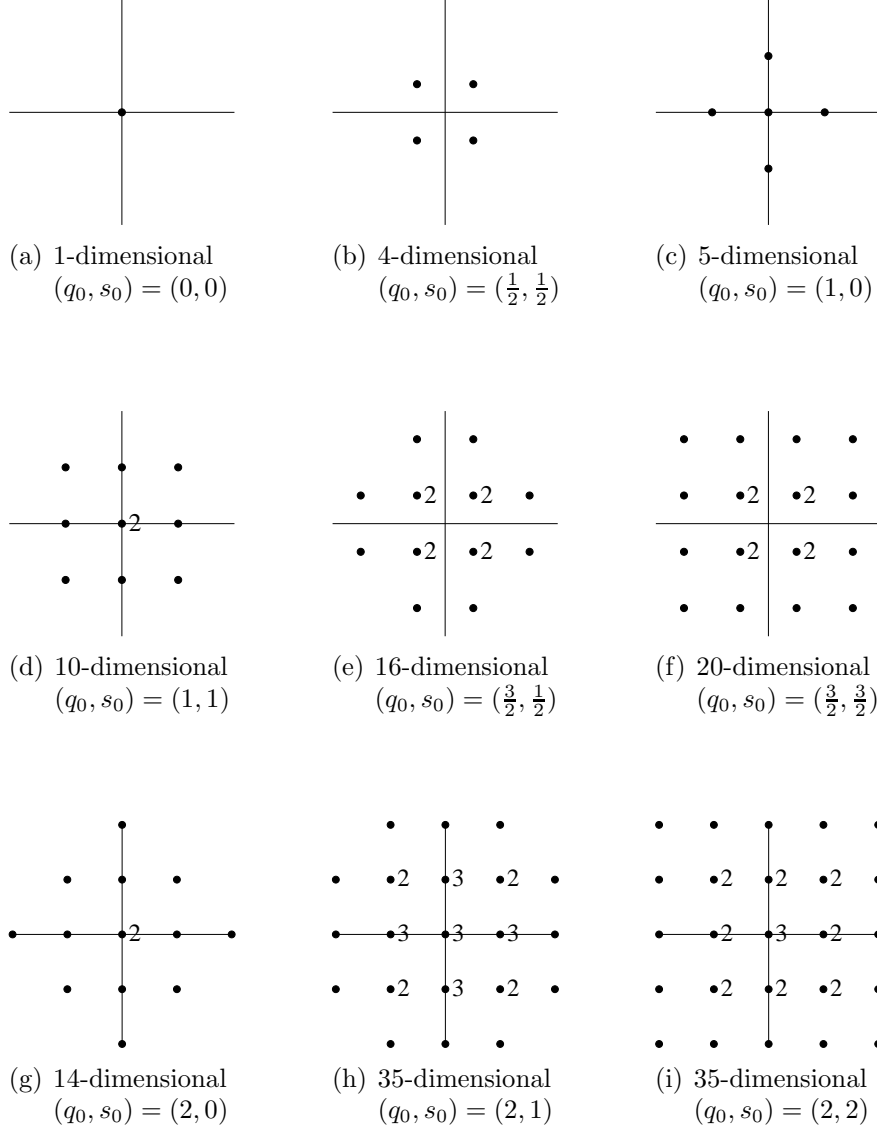 (a) 1-dimensional
(q₀, s₀) = (0, 0)
(b) 4-dimensional
(q₀, s₀) = (½, ½)
(c) 5-dimensional
(q₀, s₀) = (1, 0)
2
2 2
2 2
2 2
2 2
(d) 10-dimensional
(q₀, s₀) = (1, 1)
(e) 16-dimensional
(q₀, s₀) = (3/2, 1/2)
(f) 20-dimensional
(q₀, s₀) = (3/2, 3/2)
2
2 3 2
3 3 3
2 3 2
2 2 2
2 3 2
2 2 2
(g) 14-dimensional
(q₀, s₀) = (2, 0)
(h) 35-dimensional
(q₀, s₀) = (2, 1)
(i) 35-dimensional
(q₀, s₀) = (2, 2)